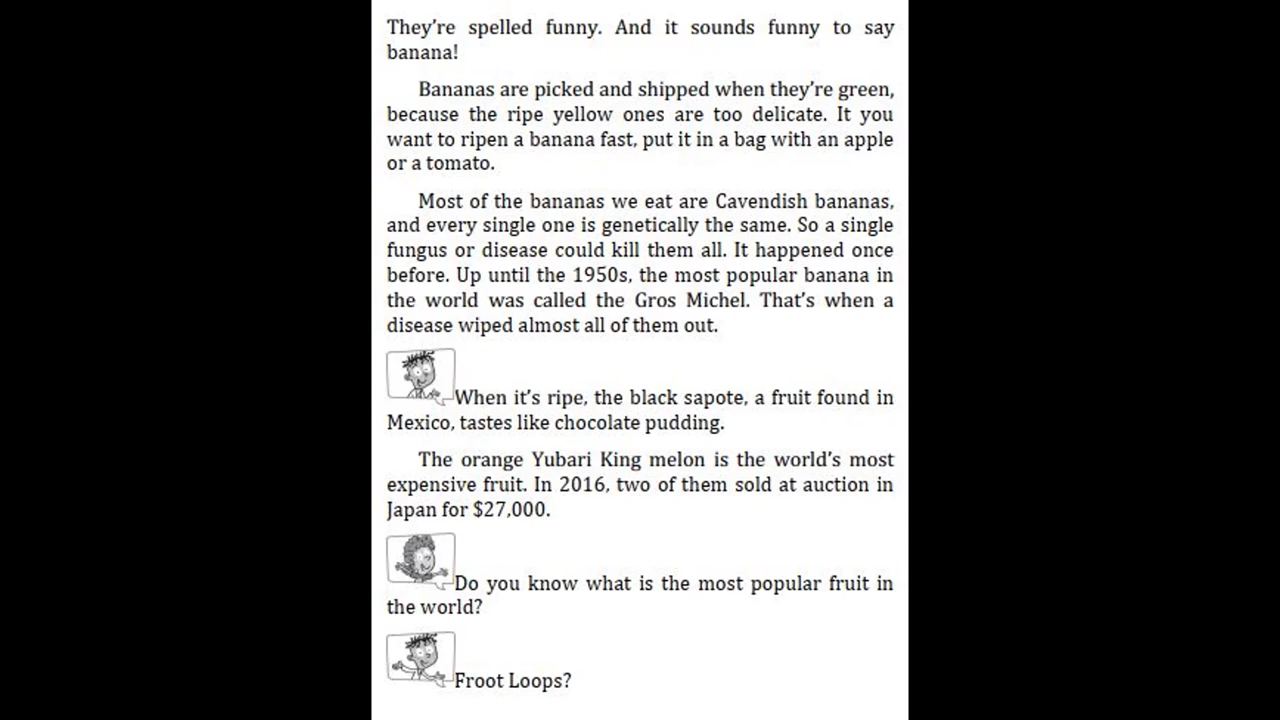 They’re spelled funny. And it sounds funny to say
banana!
Bananas are picked and shipped when they’re green,
because the ripe yellow ones are too delicate. It you
want to ripen a banana fast, put it in a bag with an apple
or a tomato.
Most of the bananas we eat are Cavendish bananas,
and every single one is genetically the same. So a single
fungus or disease could kill them all. It happened once
before. Up until the 1950s, the most popular banana in
the world was called the Gros Michel. That’s when a
disease wiped almost all of them out.
When it’s ripe, the black sapote, a fruit found in
Mexico, tastes like chocolate pudding.
The orange Yubari King melon is the world’s most
expensive fruit. In 2016, two of them sold at auction in
Japan for $27,000.
Do you know what is the most popular fruit in
the world?
Froot Loops?